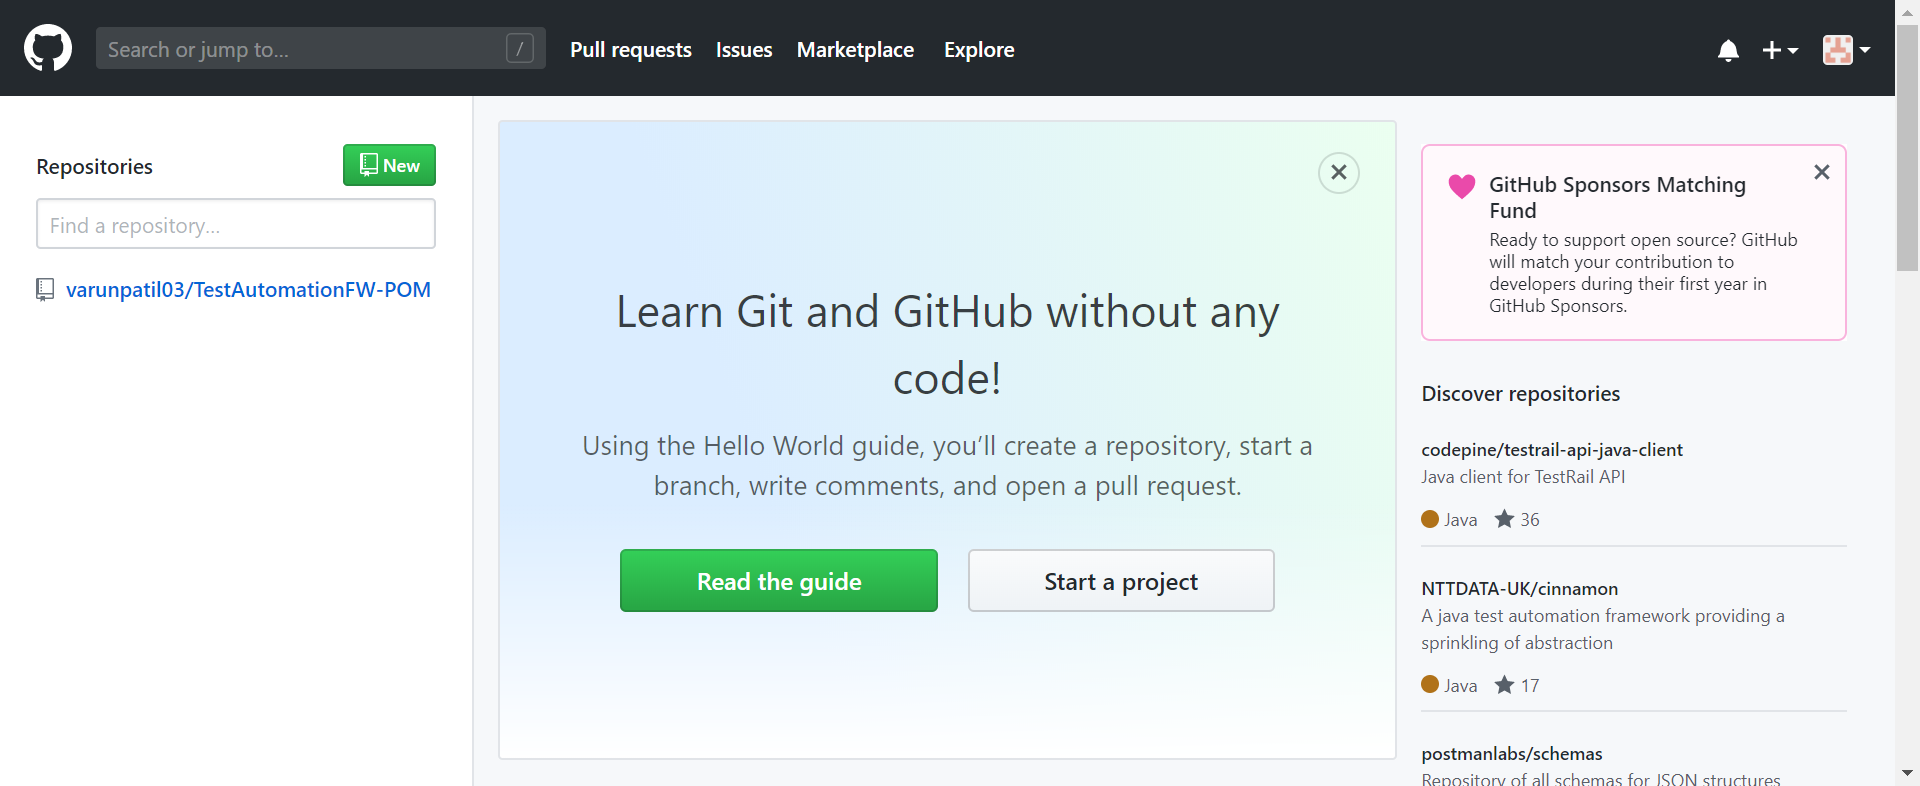 Search or jump to...
/
Pull requests
Issues
Marketplace
Explore
Repositories
New
Find a repository...
varunpatil03/TestAutomationFW-POM
Learn Git and GitHub without any
code!
Using the Hello World guide, you’ll create a repository, start a
branch, write comments, and open a pull request.
Read the guide
Start a project
GitHub Sponsors Matching
Fund
Ready to support open source? GitHub
will match your contribution to
developers during their first year in
GitHub Sponsors.
Discover repositories
codepine/testrail-api-java-client
Java client for TestRail API
Java 36
NTTDATA-UK/cinnamon
A java test automation framework providing a
sprinkling of abstraction
Java 17
postmanlabs/schemas
Repository of all schemas for JSON structures